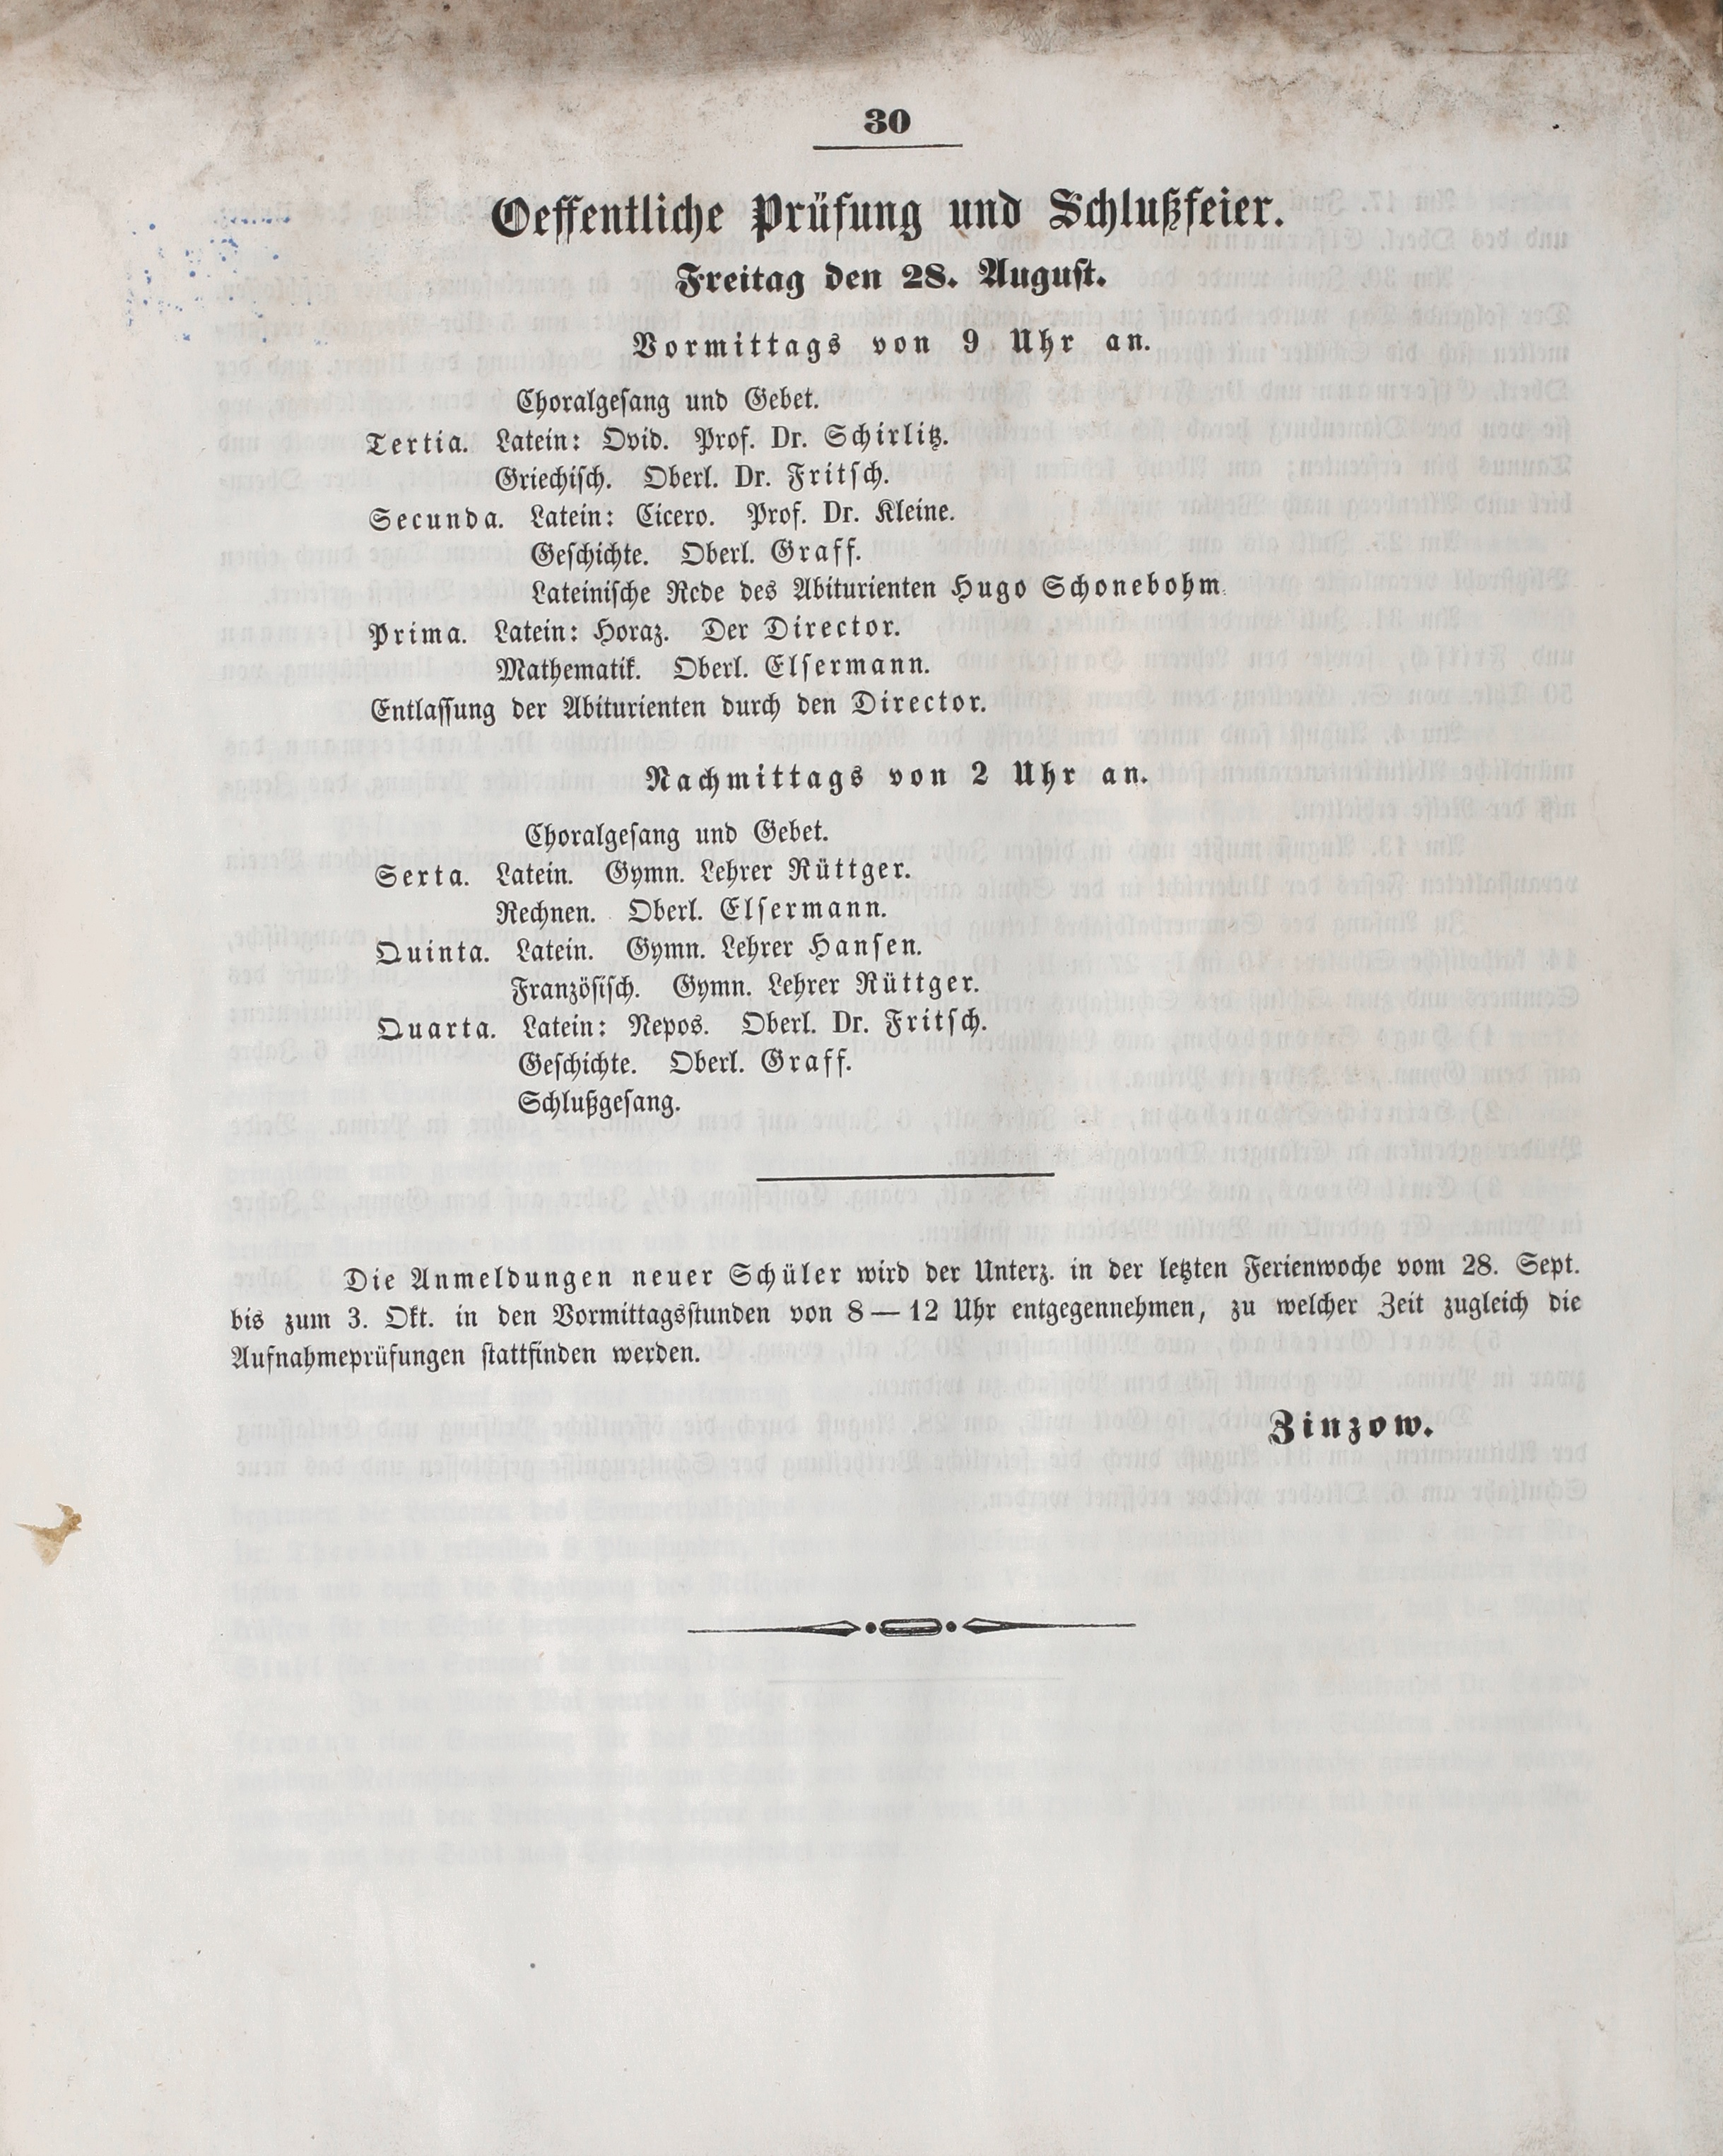 30
Oeffentliche Prüfung und Schlußfeier.
Freitag den 28. August.
Vormittags von 9 Uhr an.
Choralgesang und Gebet.
Tertia. Latein: Ovid. Prof. Dr. Schirlitz.
Griechisch. Oberl. Dr. Fritsch.
Secunda. Latein: Cicero. Prof. Dr. Kleine.
Geschichte. Oberl. Graff.
Lateinische Rede des Abiturienten Hugo Schonebohm.
Prima. Latein: Horaz. Der Director.
Mathematik. Oberl. Elsermann.
Entlassung der Abiturienten durch den Director.
Nachmittags von 2 Uhr an.
Choralgesang und Gebet.
Serta. Latein. Gymn. Lehrer Rüttger.
Rechnen. Oberl. Elsermann.
Quinta. Latein. Gymn. Lehrer Hansen.
Französisch. Gymn. Lehrer Rüttger.
Quarta. Latein: Nepos. Oberl. Dr. Fritsch.
Geschichte. Oberl. Graff.
Schlußgesang.
Die Anmeldungen neuer Schüler wird der Unterz. in der letzten Ferienwoche vom 28. Sept.
bis zum 3. Okt. in den Vormittagsstunden von 8 — 12 Uhr entgegennehmen, zu welcher Zeit zugleich die
Aufnahmeprüfungen stattfinden werden.
Zinzow.